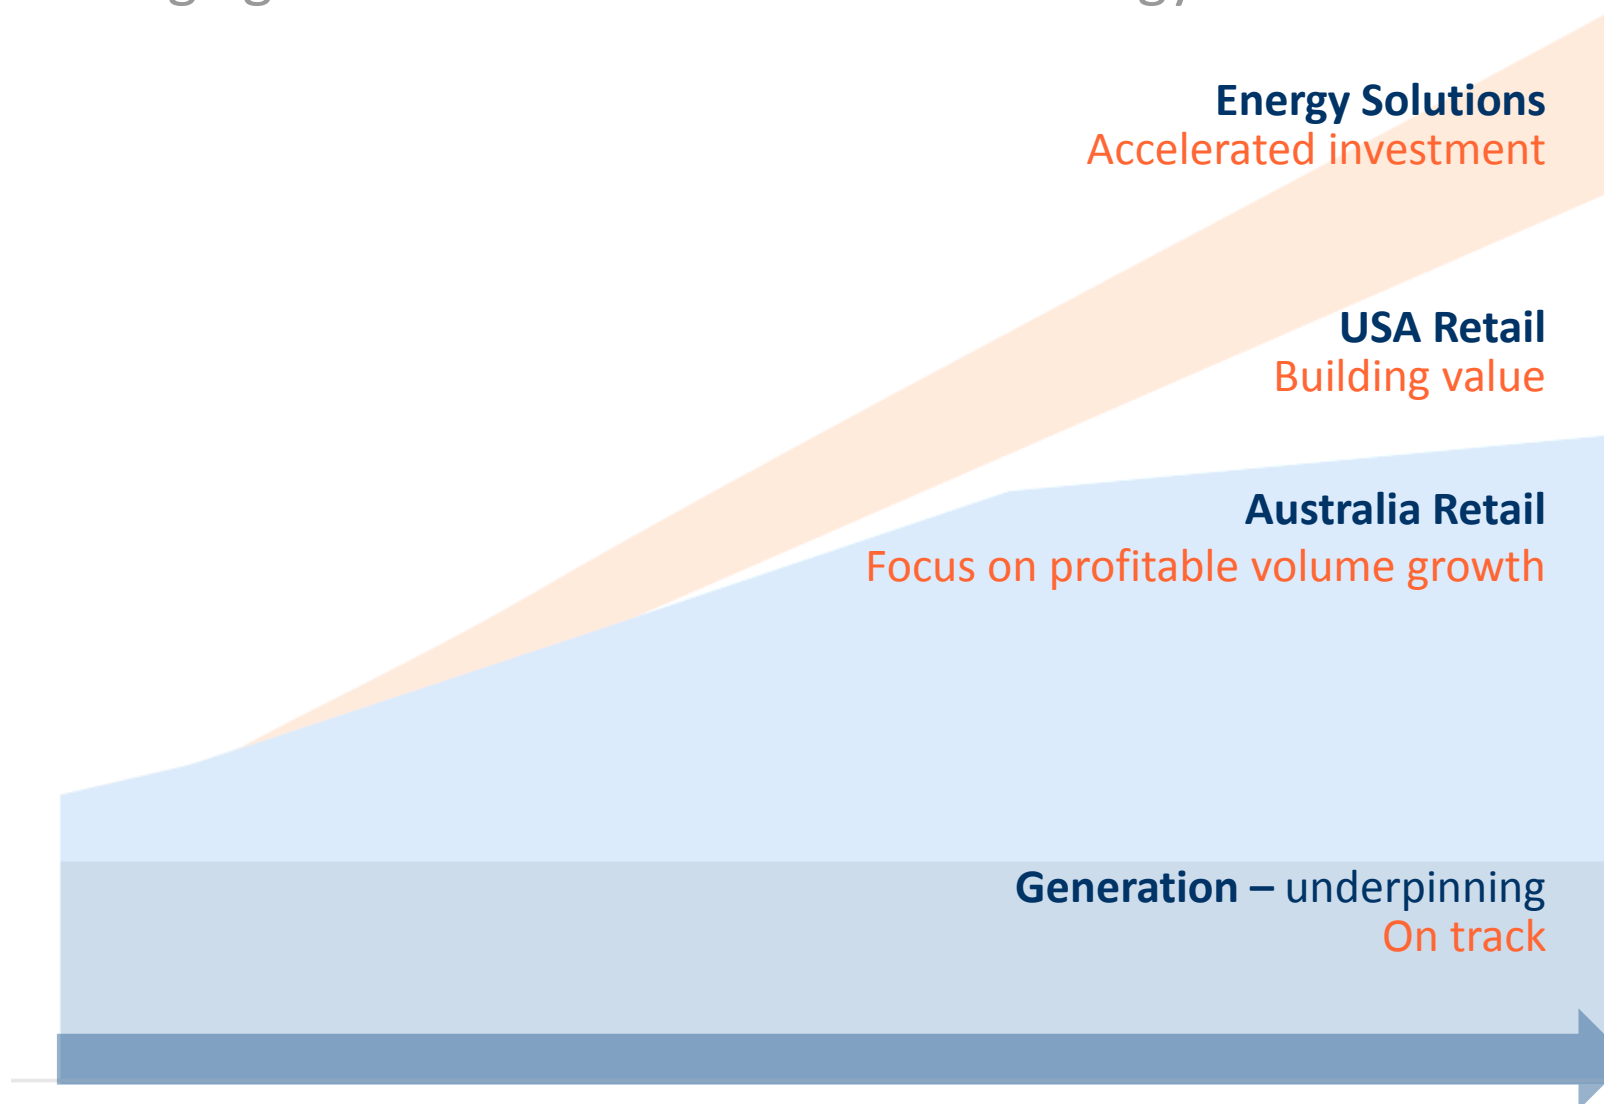 Energy Solutions
Accelerated investment
USA Retail
Building value
Australia Retail
Focus on profitable volume growth
Generation – underpinning
On track